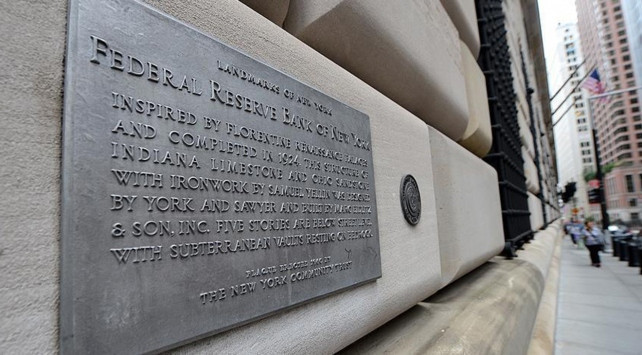 LANDMARKS OF NEW YORK
FEDERAL RESERVE BANK OF NEW YORK
INSPIRED BY FLORENTINE RENAISSANCE PALACES
AND COMPLETED IN 1924, THIS STRUCTURE OF
INDIANA LIMESTONE AND OHIO SANDSTONE
WITH IRONWORK BY SAMUEL YELLIN WAS DESIGNED
BY YORK AND SAWYER AND BUILT BY MARC EIDLITZ
& SON, INC. FIVE STORIES ARE BELOW STREET LEVEL
WITH SUBTERRANEAN VAULTS RESTING ON BEDROCK.
PLAQUE ERECTED BY
THE NEW YORK COMMUNITY TRUST